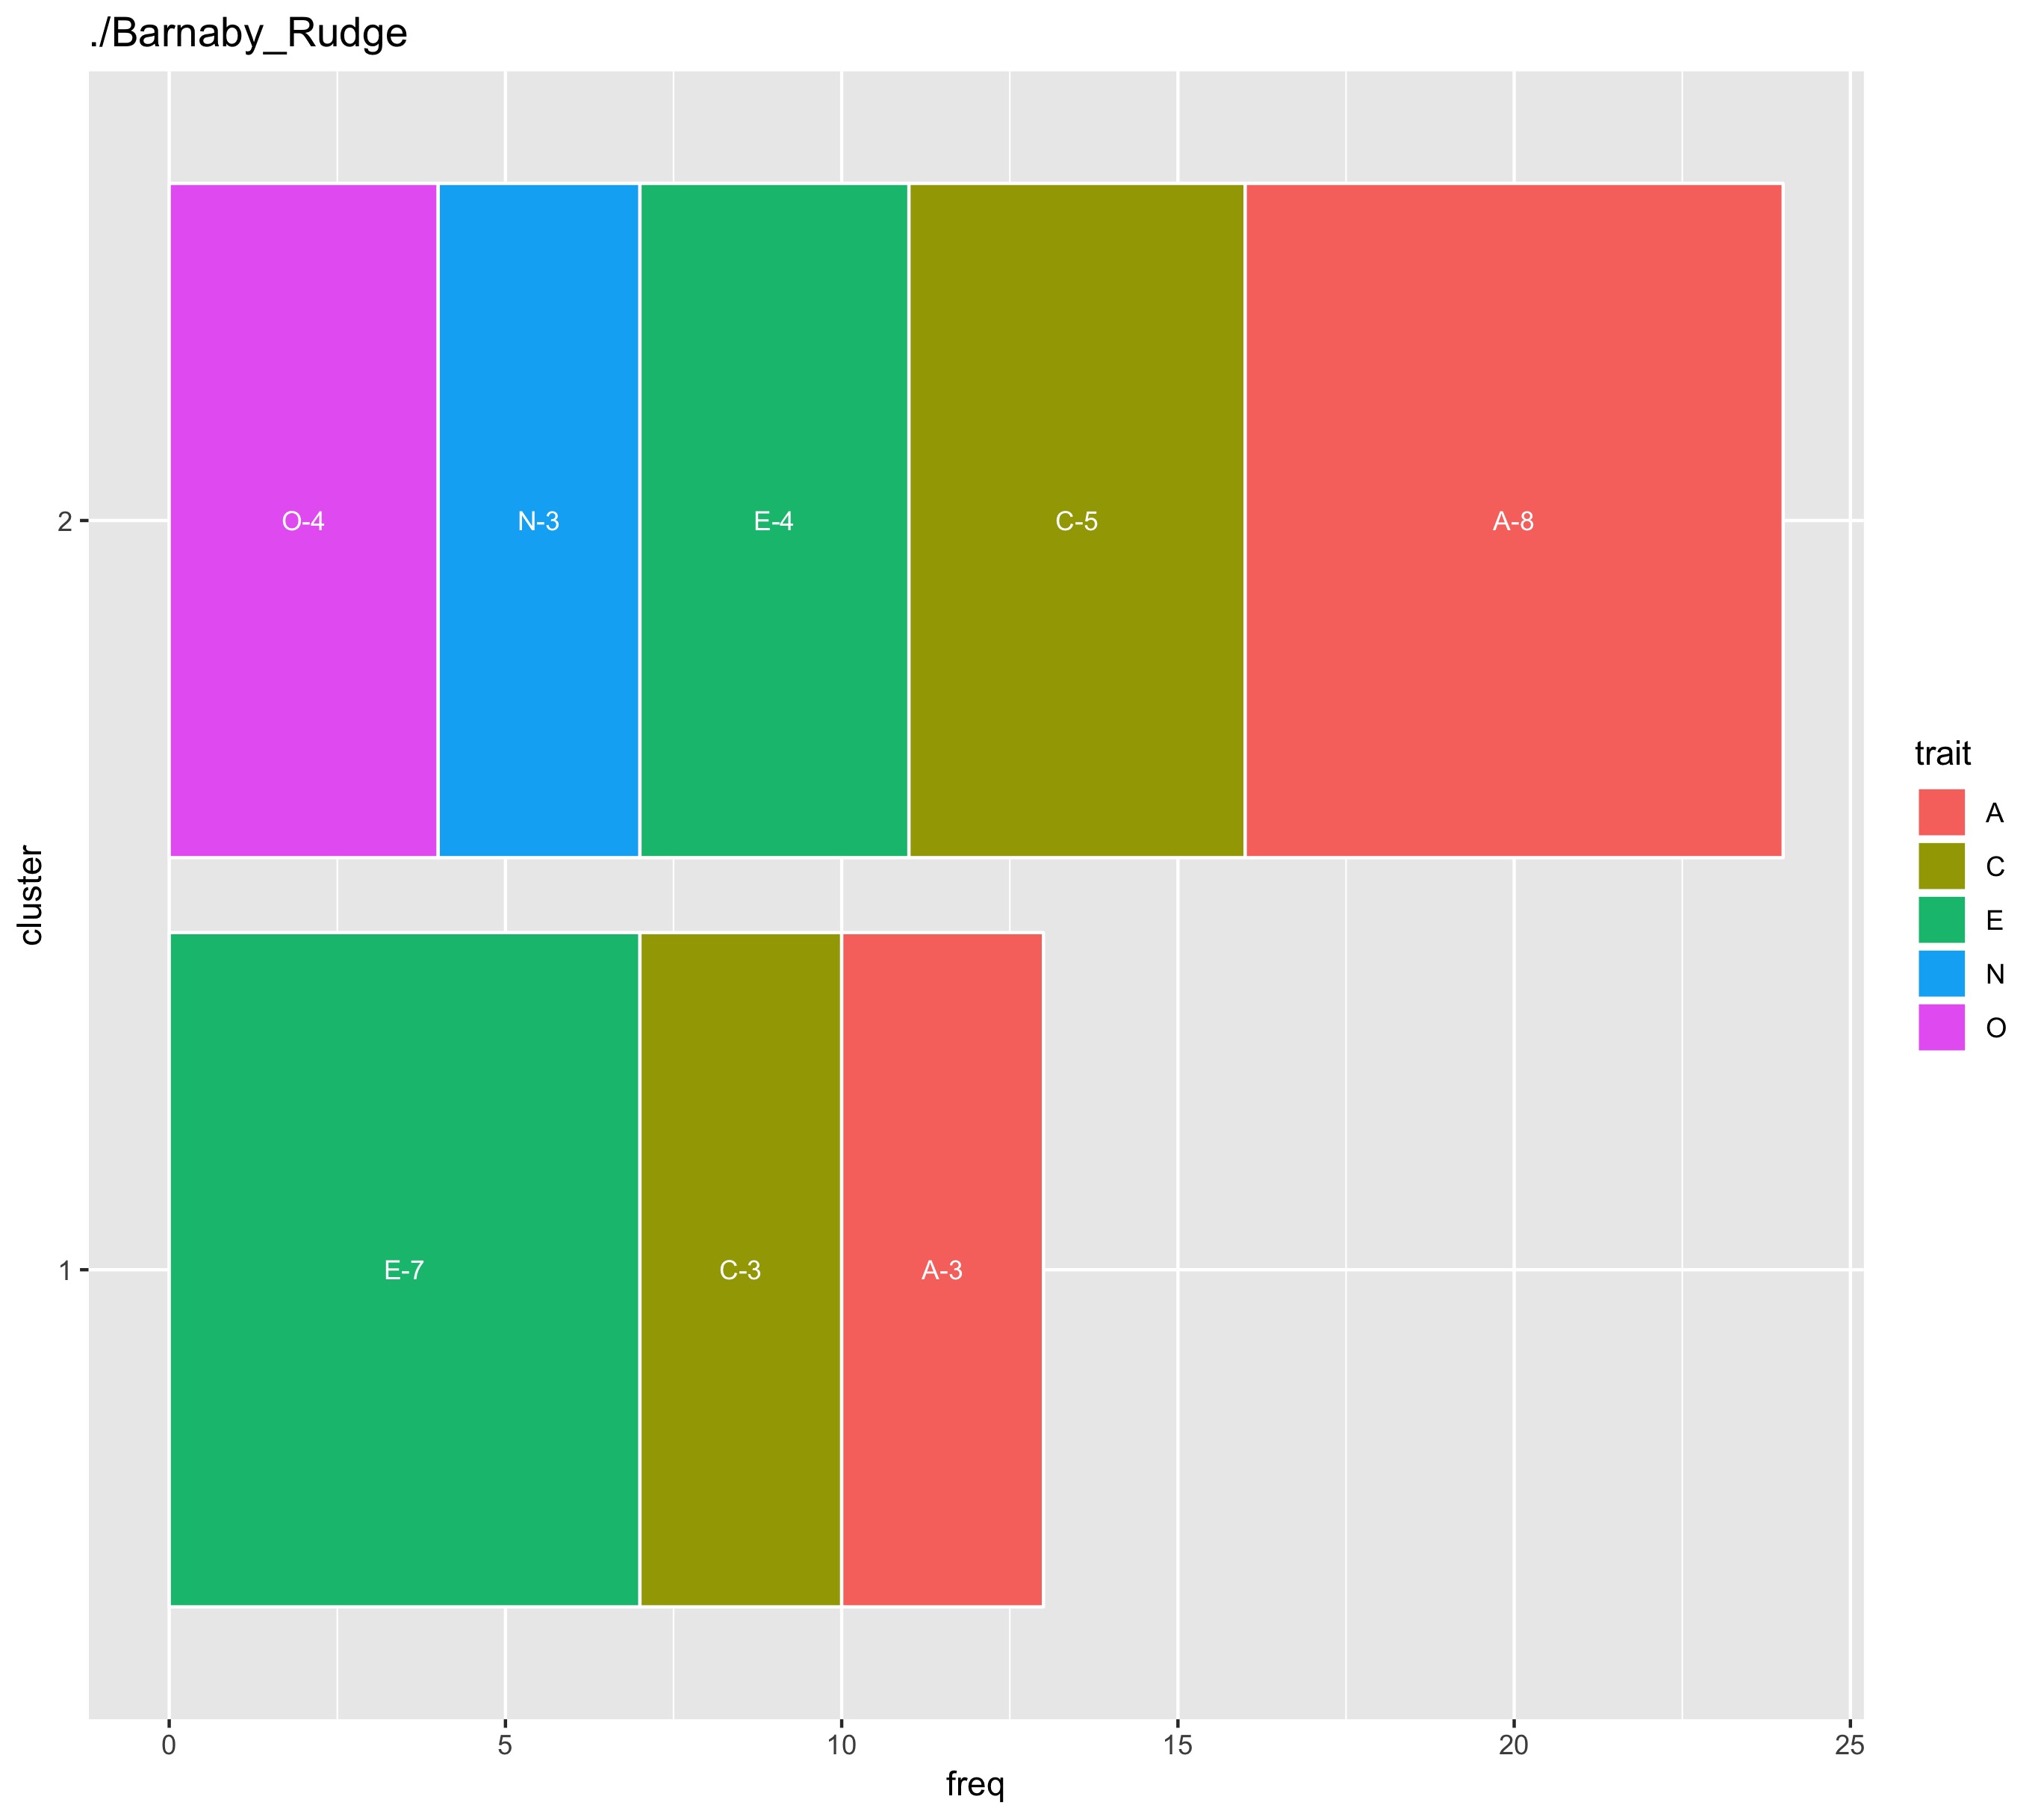 ./Barnaby_Rudge
cluster
2
O-4 N-3 E-4 C-5 A-8
1
E-7 C-3 A-3
0 5 10 15 20 25
freq
trait
A
C
E
N
O